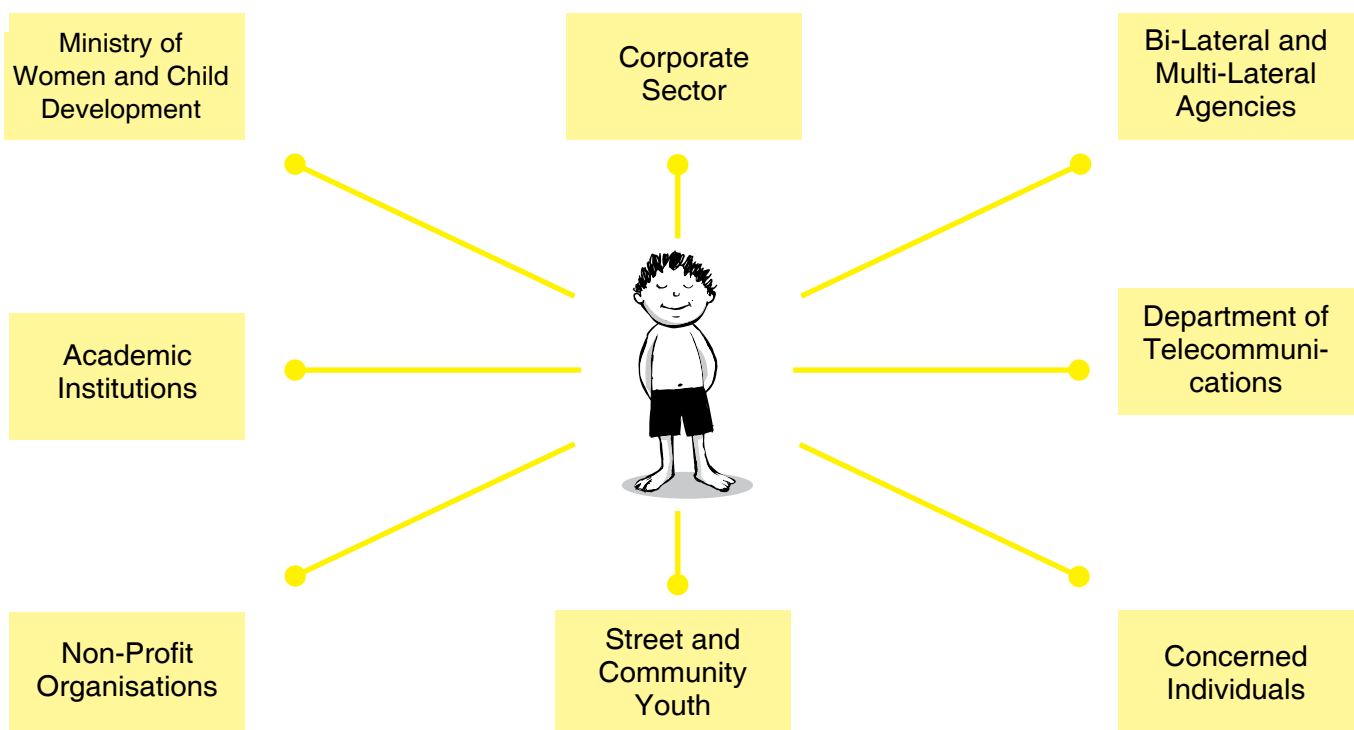 Ministry of
Women and Child
Development
Corporate
Sector
Bi-Lateral and
Multi-Lateral
Agencies
Academic
Institutions
Department of
Telecommuni-
cations
Non-Profit
Organisations
Street and
Community
Youth
Concerned
Individuals